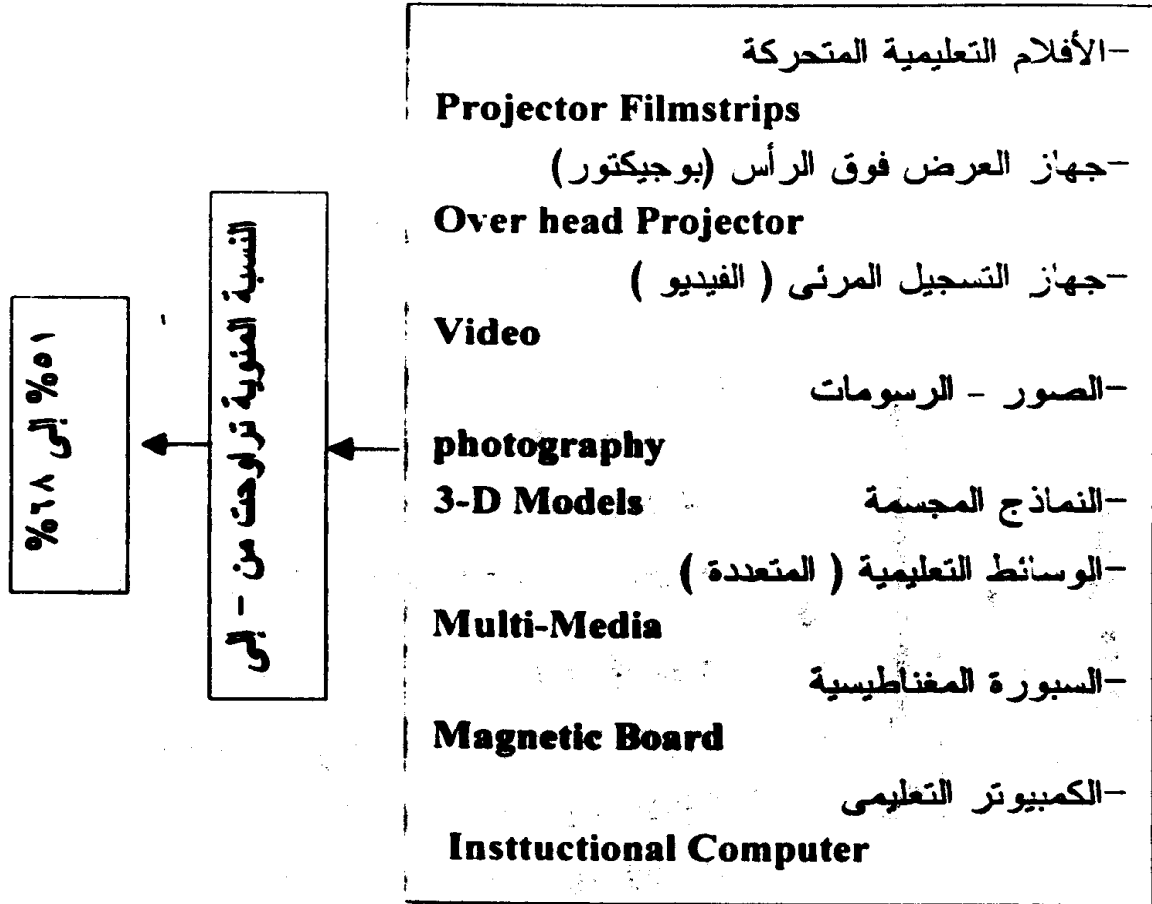 -الأفلام التعليمية المتحركة
Projector Filmstrips
-جهاز العرض فوق الرأس (بوجيكتور)
Over head Projector
-جهاز التسجيل المرئى ( الفيديو )
Video
-الصور - الرسومات
photography
-النماذج المجسمة 3-D Models
-الوسائط التعليمية ( المتعددة )
Multi-Media
-السبورة المغناطيسية
Magnetic Board
-الكمبيوتر التعليمى
Insttuctional Computer
النسبة المئوية تراوحت من - إلى
٥١% إلى ٦٨%